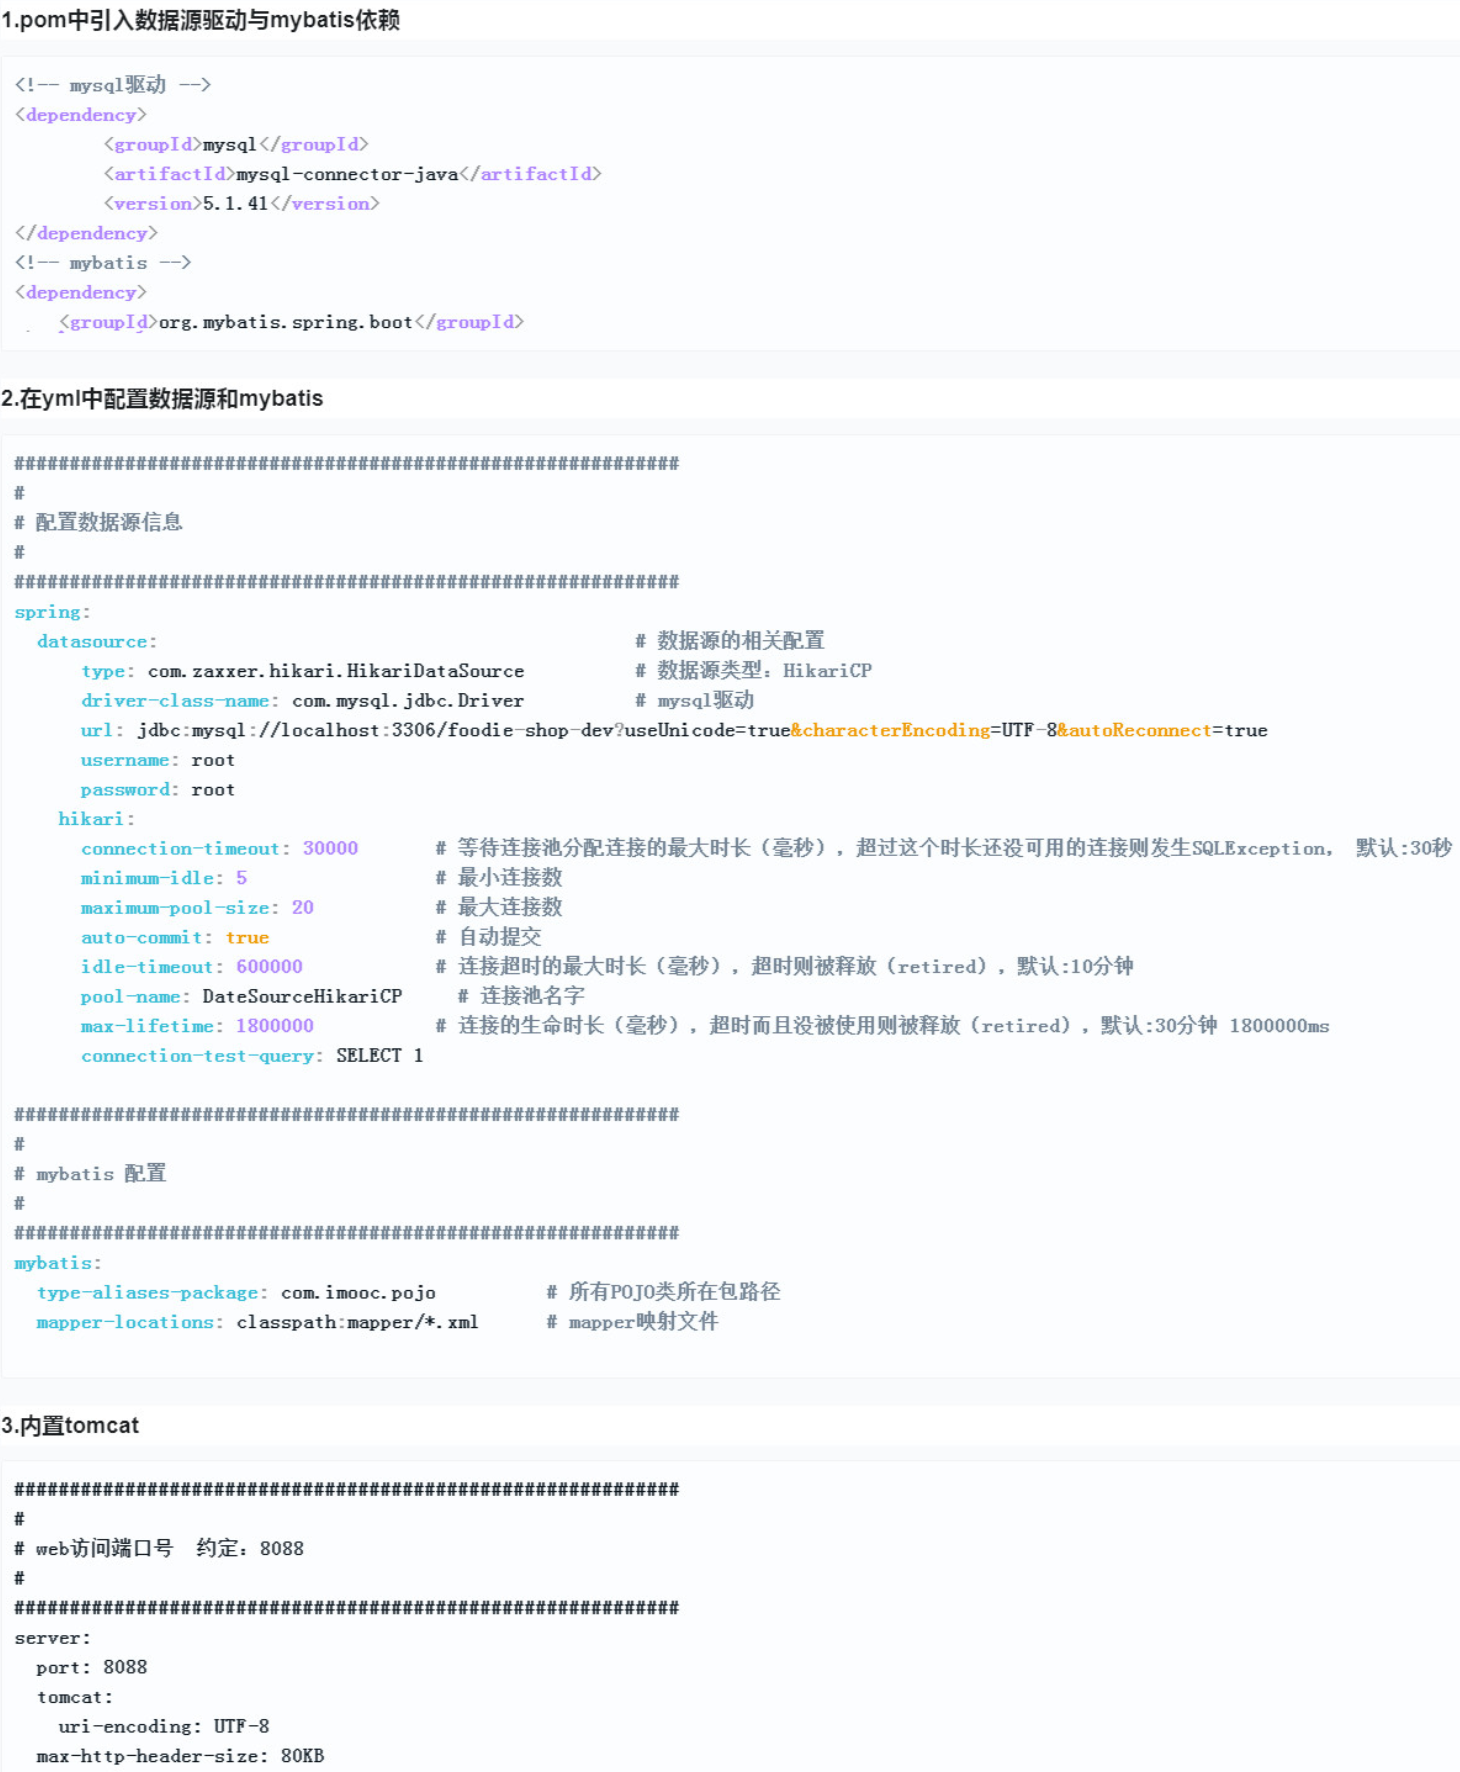 1.pom中引入数据源驱动与mybatis依赖
<!-- mysql驱动 -->
<dependency>
        <groupId>mysql</groupId>
        <artifactId>mysql-connector-java</artifactId>
        <version>5.1.41</version>
</dependency>
<!-- mybatis -->
<dependency>
    <groupId>org.mybatis.spring.boot</groupId>
2.在yml中配置数据源和mybatis
############################################################
#
# 配置数据源信息
#
############################################################
spring:
  datasource:                                           # 数据源的相关配置
      type: com.zaxxer.hikari.HikariDataSource          # 数据源类型：HikariCP
      driver-class-name: com.mysql.jdbc.Driver          # mysql驱动
      url: jdbc:mysql://localhost:3306/foodie-shop-dev?useUnicode=true&characterEncoding=UTF-8&autoReconnect=true
      username: root
      password: root
    hikari:
      connection-timeout: 30000       # 等待连接池分配连接的最大时长（毫秒），超过这个时长还没可用的连接则发生SQLException， 默认:30秒
      minimum-idle: 5                 # 最小连接数
      maximum-pool-size: 20           # 最大连接数
      auto-commit: true               # 自动提交
      idle-timeout: 600000            # 连接超时的最大时长（毫秒），超时则被释放（retired），默认:10分钟
      pool-name: DateSourceHikariCP     # 连接池名字
      max-lifetime: 1800000           # 连接的生命时长（毫秒），超时而且没被使用则被释放（retired），默认:30分钟 1800000ms
      connection-test-query: SELECT 1
############################################################
#
# mybatis 配置
#
############################################################
mybatis:
  type-aliases-package: com.imooc.pojo          # 所有POJO类所在包路径
  mapper-locations: classpath:mapper/*.xml      # mapper映射文件
3.内置tomcat
############################################################
#
# web访问端口号  约定：8088
#
############################################################
server:
  port: 8088
  tomcat:
    uri-encoding: UTF-8
  max-http-header-size: 80KB